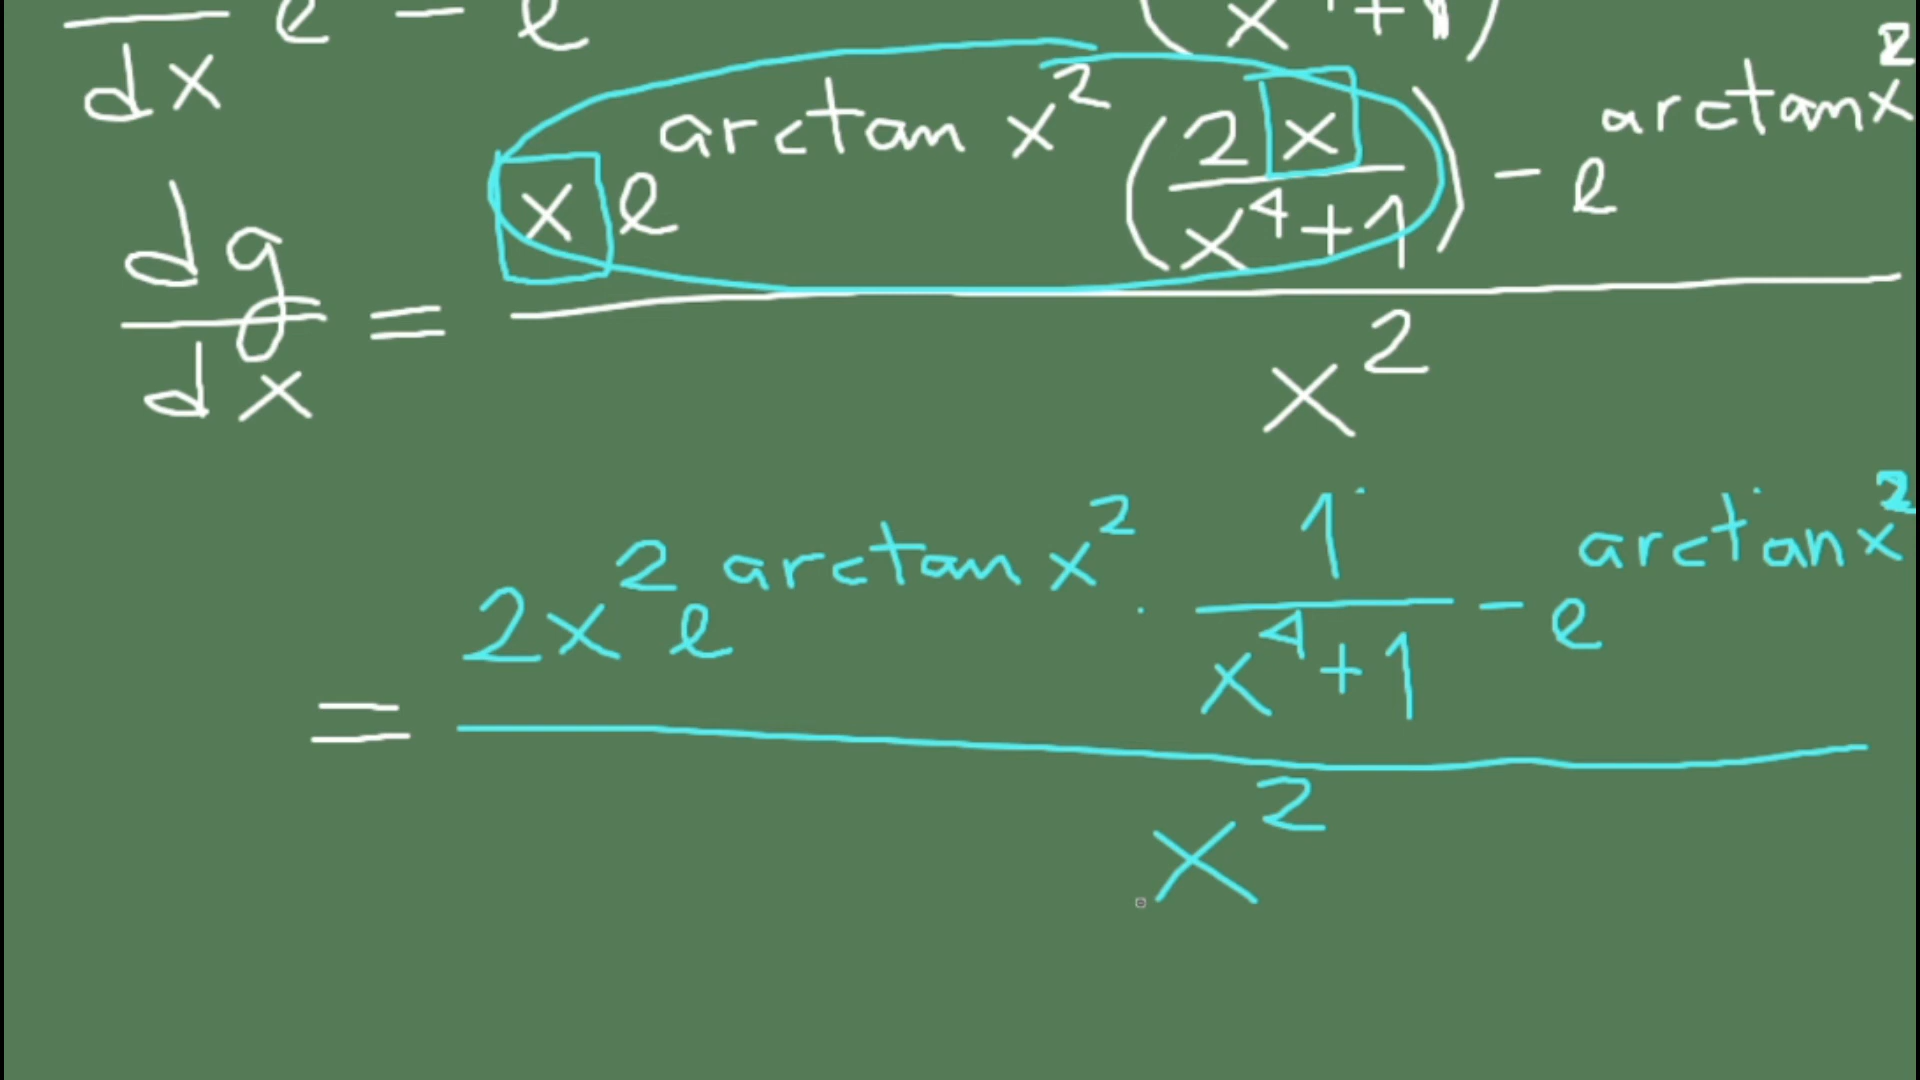 dx e − e (x⁴+1)
dg/dx = (x e^(arctan x²) (2x/(x⁴+1)) − e^(arctan x²))/x²
= (2x² e^(arctan x²) · 1/(x⁴+1) − e^(arctan x²))/x²